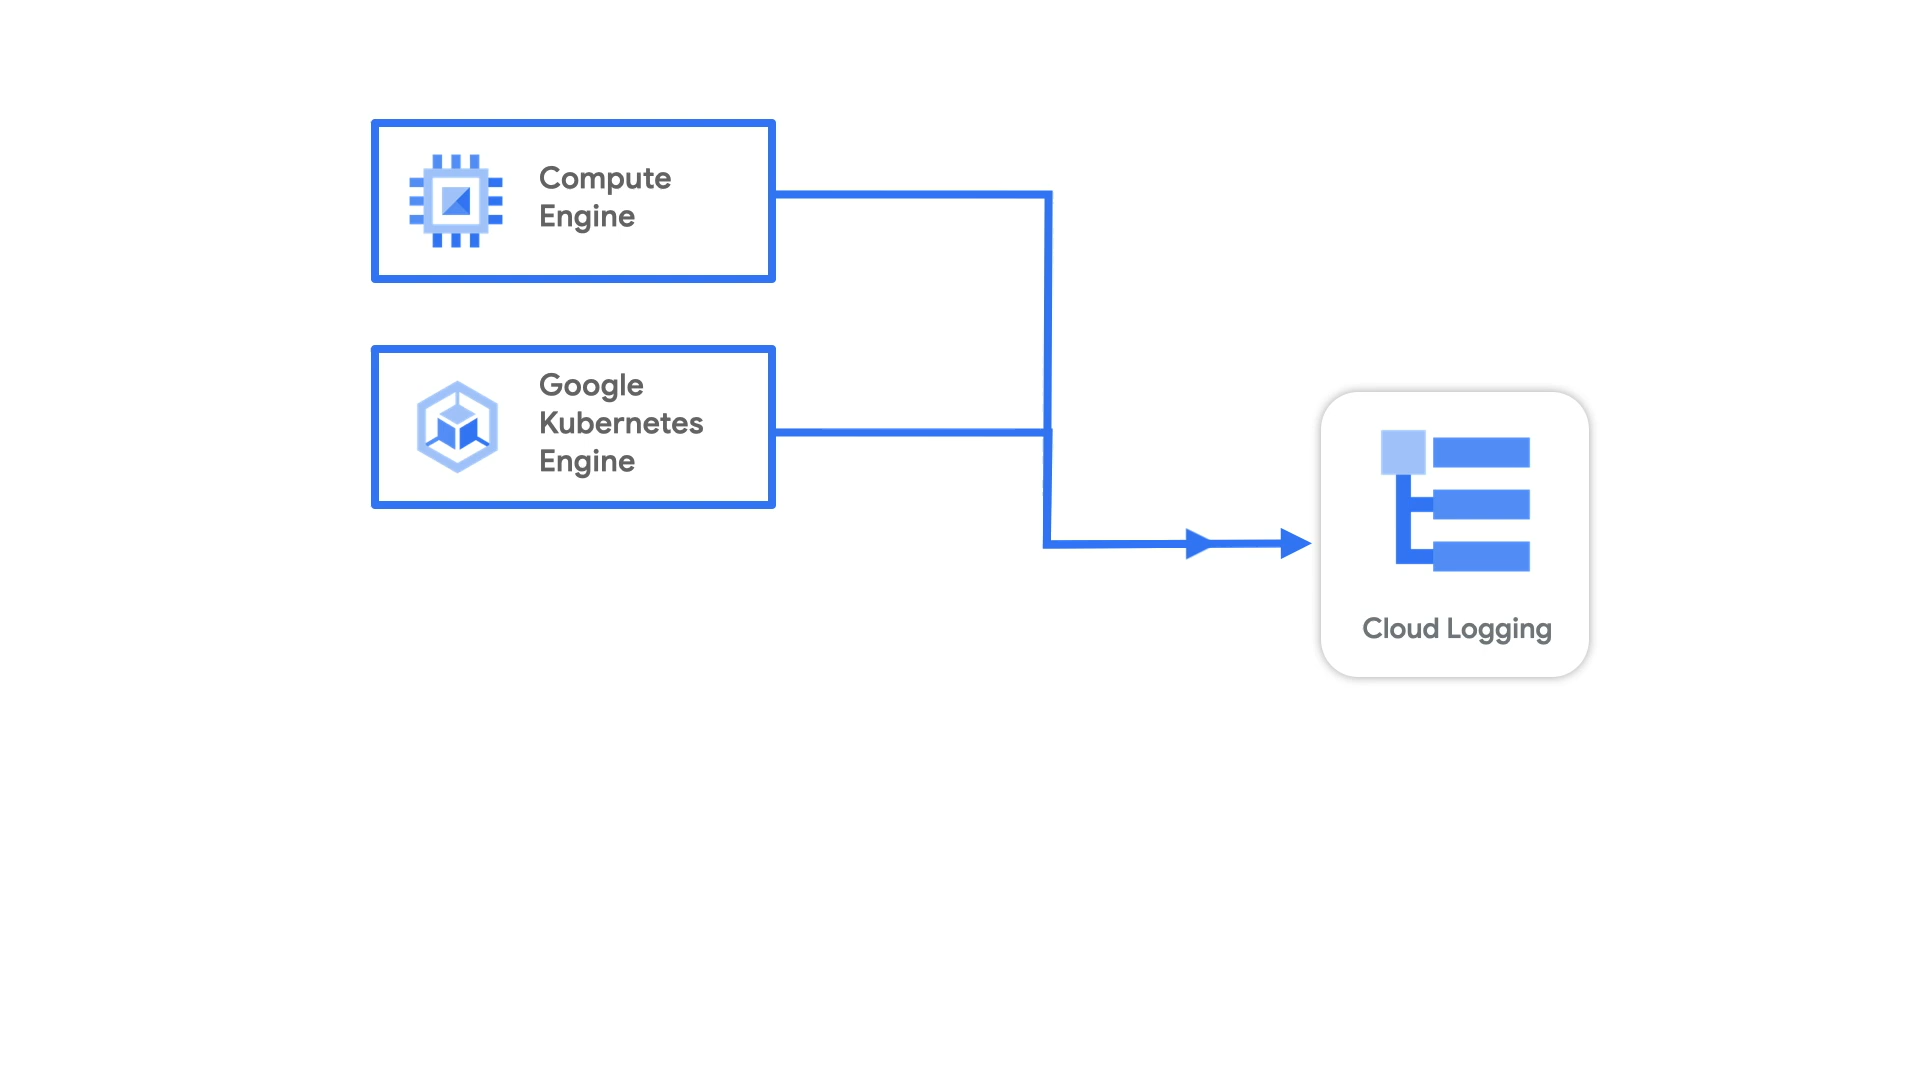 Compute
Engine
Google
Kubernetes
Engine
Cloud Logging